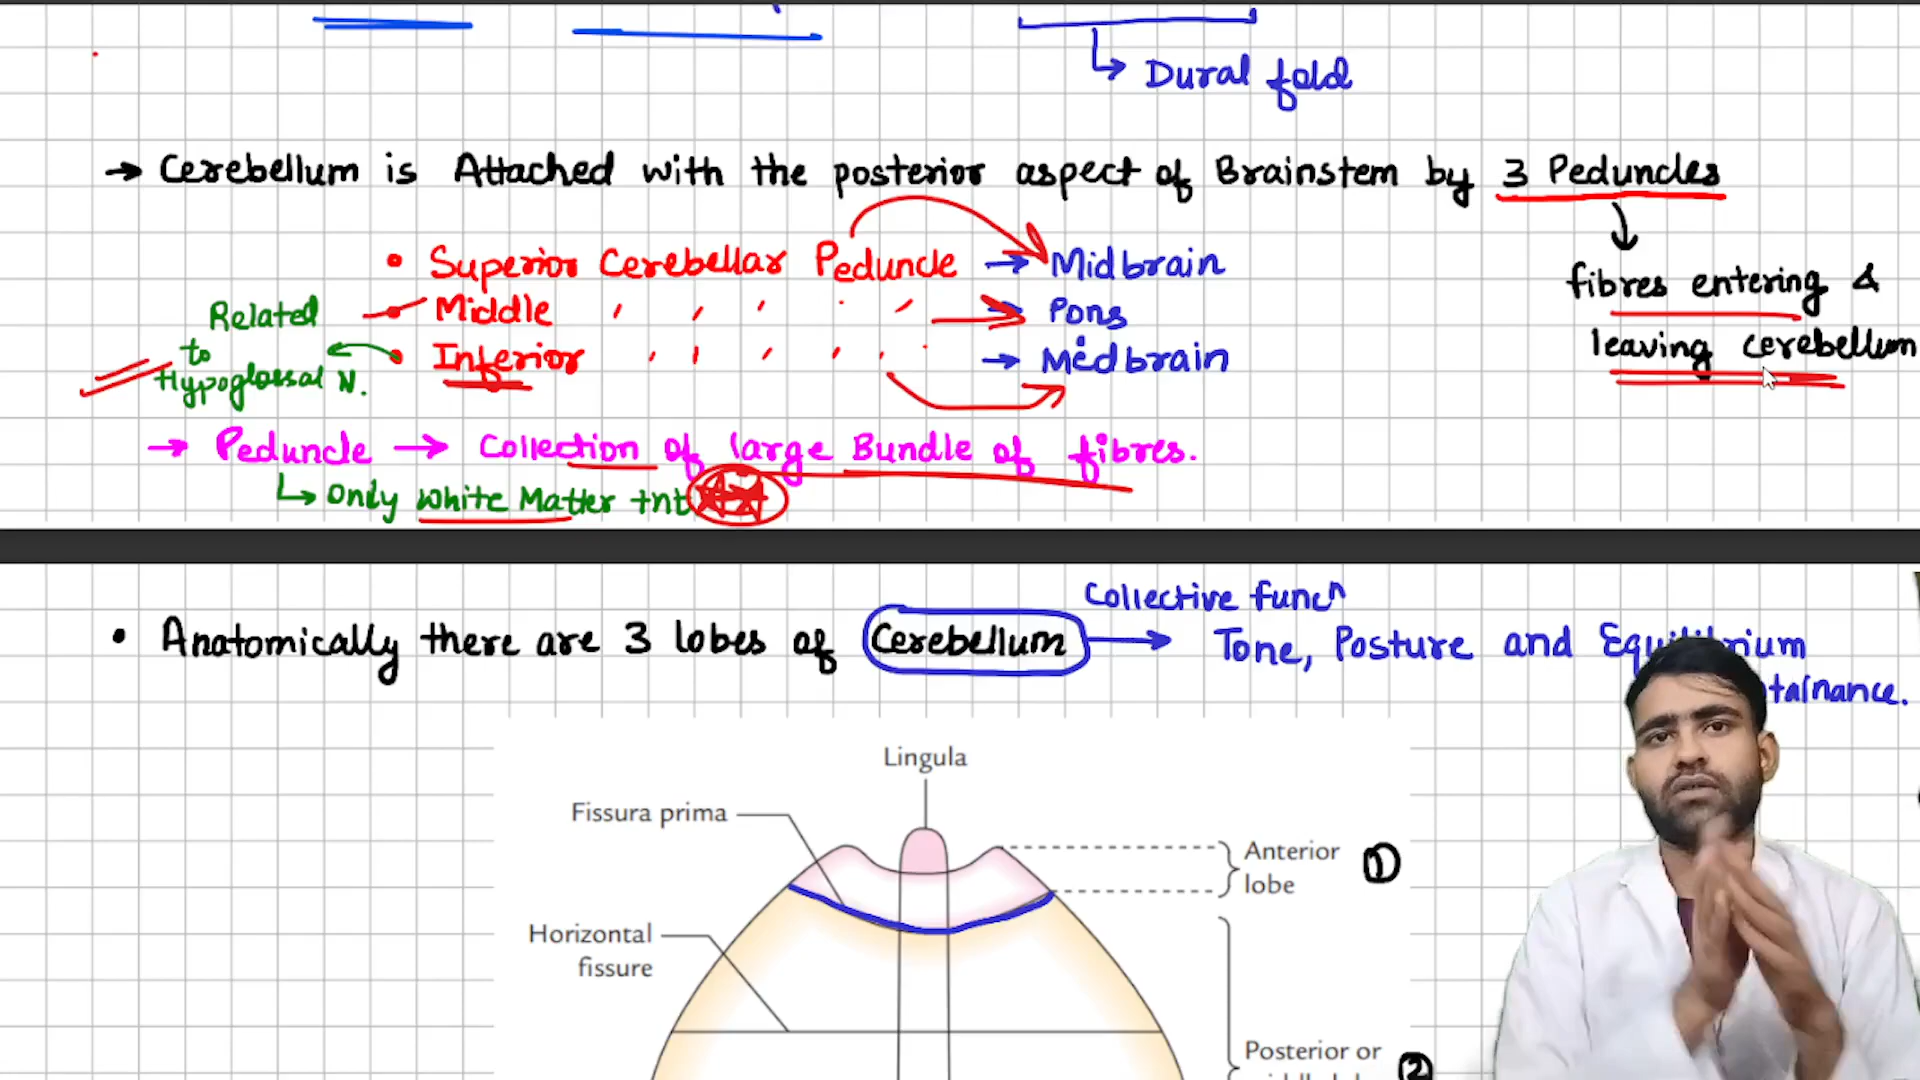 Dural fold
→ Cerebellum is Attached with the posterior aspect of Brainstem by 3 Peduncles
fibres entering &
leaving cerebellum
• Superior Cerebellar Peduncle → Midbrain
• Middle ′ ′ ′ ′ ′ → Pons
• Inferior ′ ′ ′ ′ ′ → Medbrain
Related
to
Hypoglossal N.
→ Peduncle → Collection of large Bundle of fibres.
↳ Only White Matter +nt
• Anatomically there are 3 lobes of Cerebellum
Collective funcⁿ
→ Tone, Posture and Equilibrium
tainance.
Lingula
Fissura prima
Anterior
lobe
①
Horizontal
fissure
Posterior or
②